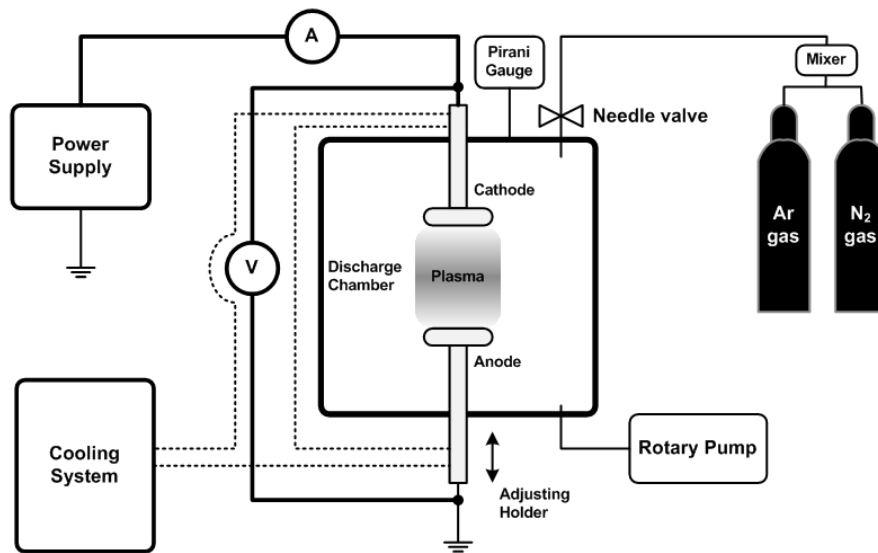 A
Pirani
Gauge
Mixer
Needle valve
Power
Supply
Cathode
Ar
gas
N₂
gas
V
Discharge
Chamber
Plasma
Anode
Cooling
System
Rotary Pump
Adjusting
Holder